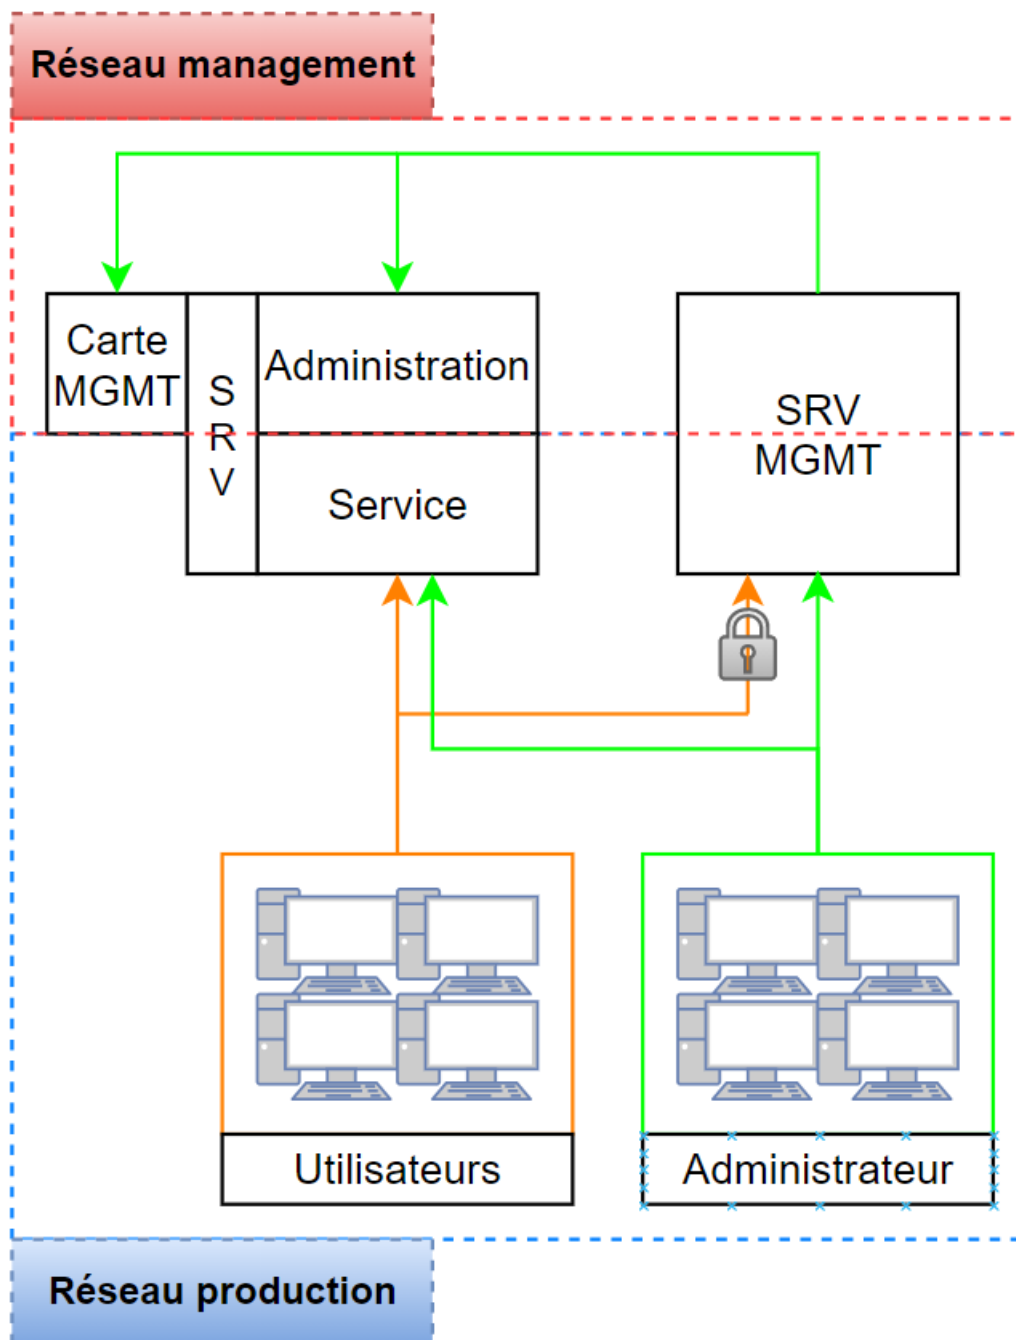 Réseau management
Carte
MGMT
S
R
V
Administration
Service
SRV
MGMT
Utilisateurs
Administrateur
Réseau production